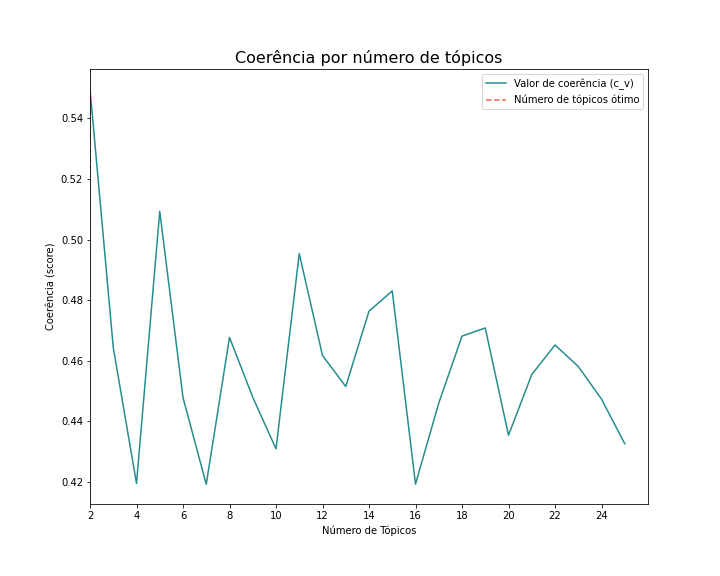 Coerência por número de tópicos
Valor de coerência (c_v)
Número de tópicos ótimo
0.54
0.52
0.50
0.48
0.46
0.44
0.42
Coerência (score)
2 4 6 8 10 12 14 16 18 20 22 24
Número de Tópicos